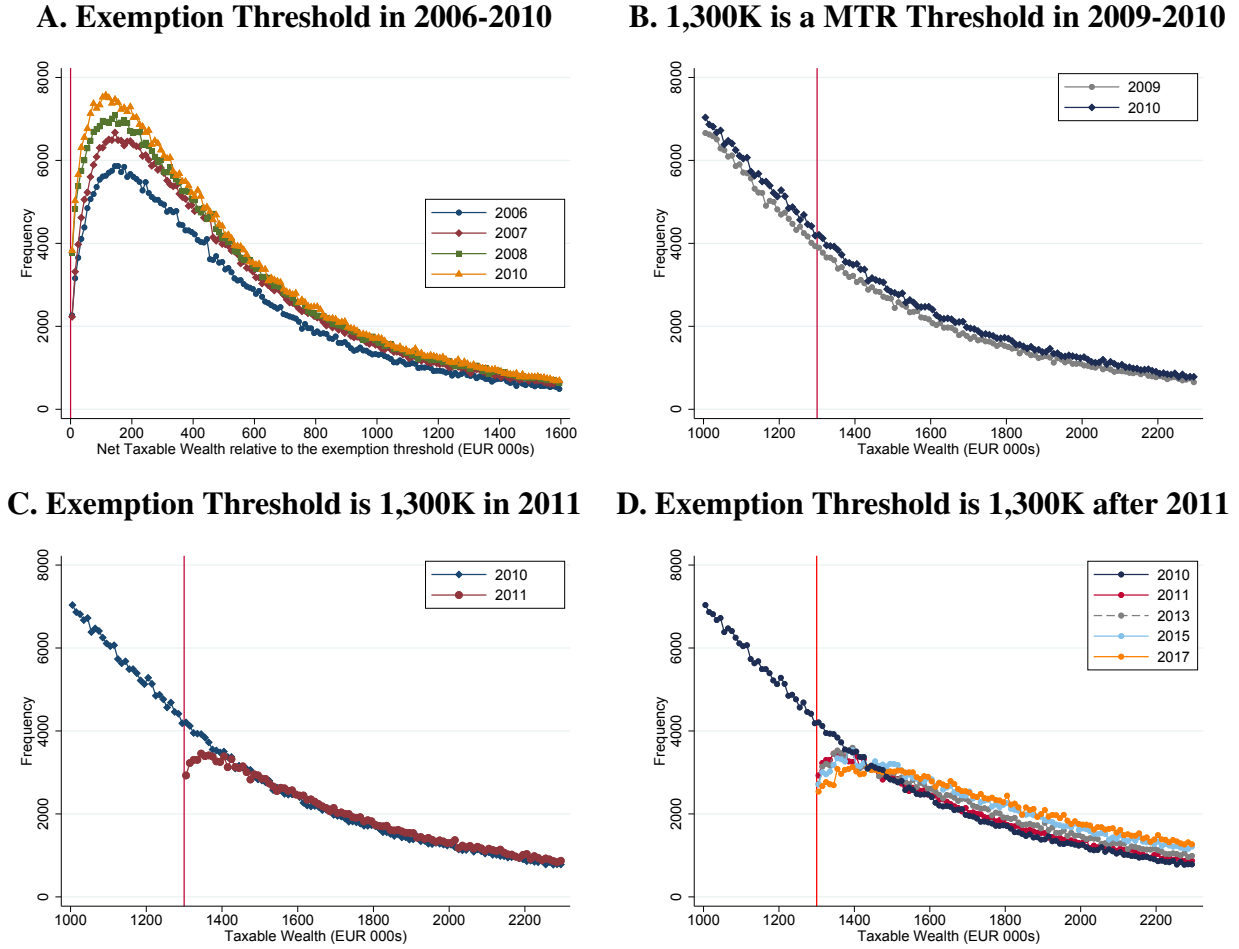 A. Exemption Threshold in 2006-2010
8000
6000
4000
2000
0
Frequency
2006
2007
2008
2010
0 200 400 600 800 1000 1200 1400 1600
Net Taxable Wealth relative to the exemption threshold (EUR 000s)
B. 1,300K is a MTR Threshold in 2009-2010
8000
6000
4000
2000
0
Frequency
2009
2010
1000 1200 1400 1600 1800 2000 2200
Taxable Wealth (EUR 000s)
C. Exemption Threshold is 1,300K in 2011
8000
6000
4000
2000
0
Frequency
2010
2011
1000 1200 1400 1600 1800 2000 2200
Taxable Wealth (EUR 000s)
D. Exemption Threshold is 1,300K after 2011
8000
6000
4000
2000
0
Frequency
2010
2011
2013
2015
2017
1000 1200 1400 1600 1800 2000 2200
Taxable Wealth (EUR 000s)